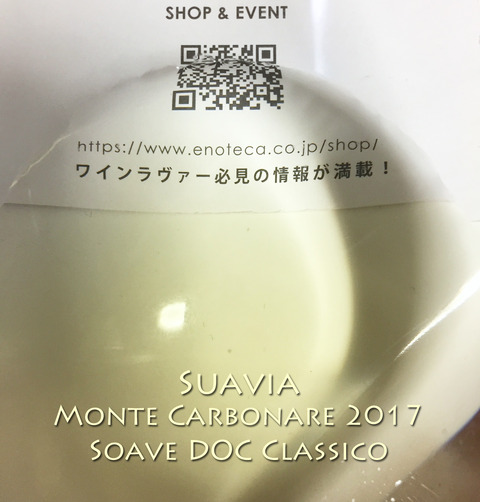 SHOP & EVENT
https://www.enoteca.co.jp/shop/
ワインラヴァー必見の情報が満載！
SUAVIA
MONTE CARBONARE 2017
SOAVE DOC CLASSICO